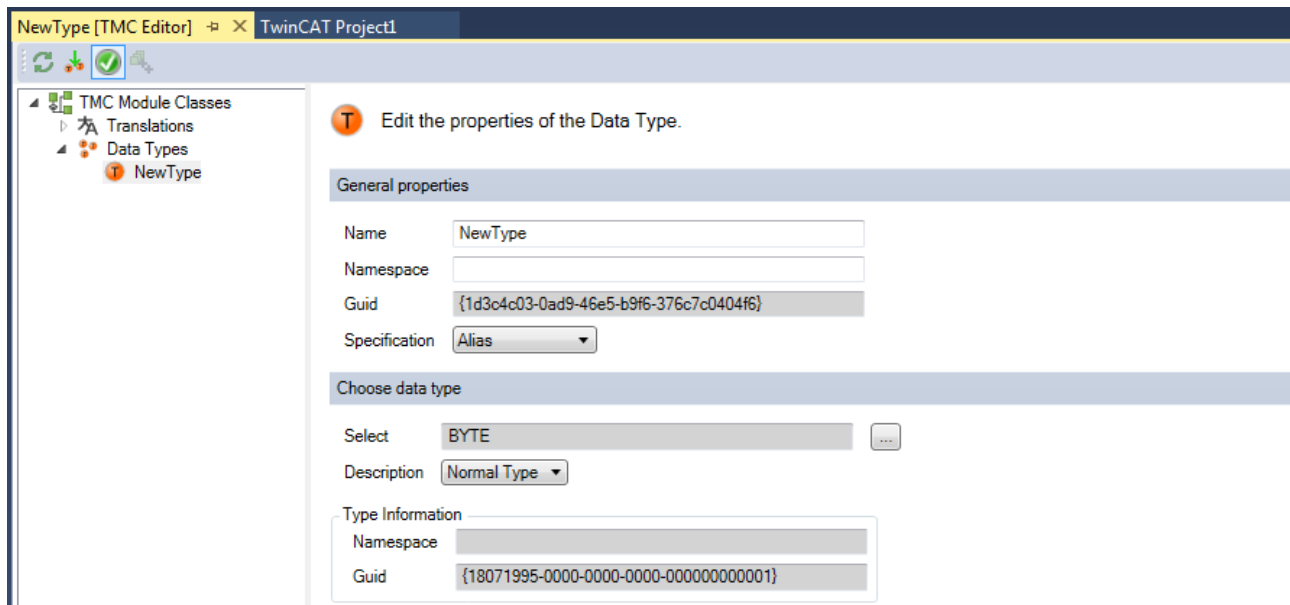 NewType [TMC Editor] TwinCAT Project1
TMC Module Classes
Translations
Data Types
T NewType
T Edit the properties of the Data Type.
General properties
Name NewType
Namespace
Guid {1d3c4c03-0ad9-46e5-b9f6-376c7c0404f6}
Specification Alias
Choose data type
Select BYTE ...
Description Normal Type
Type Information
Namespace
Guid {18071995-0000-0000-0000-000000000001}